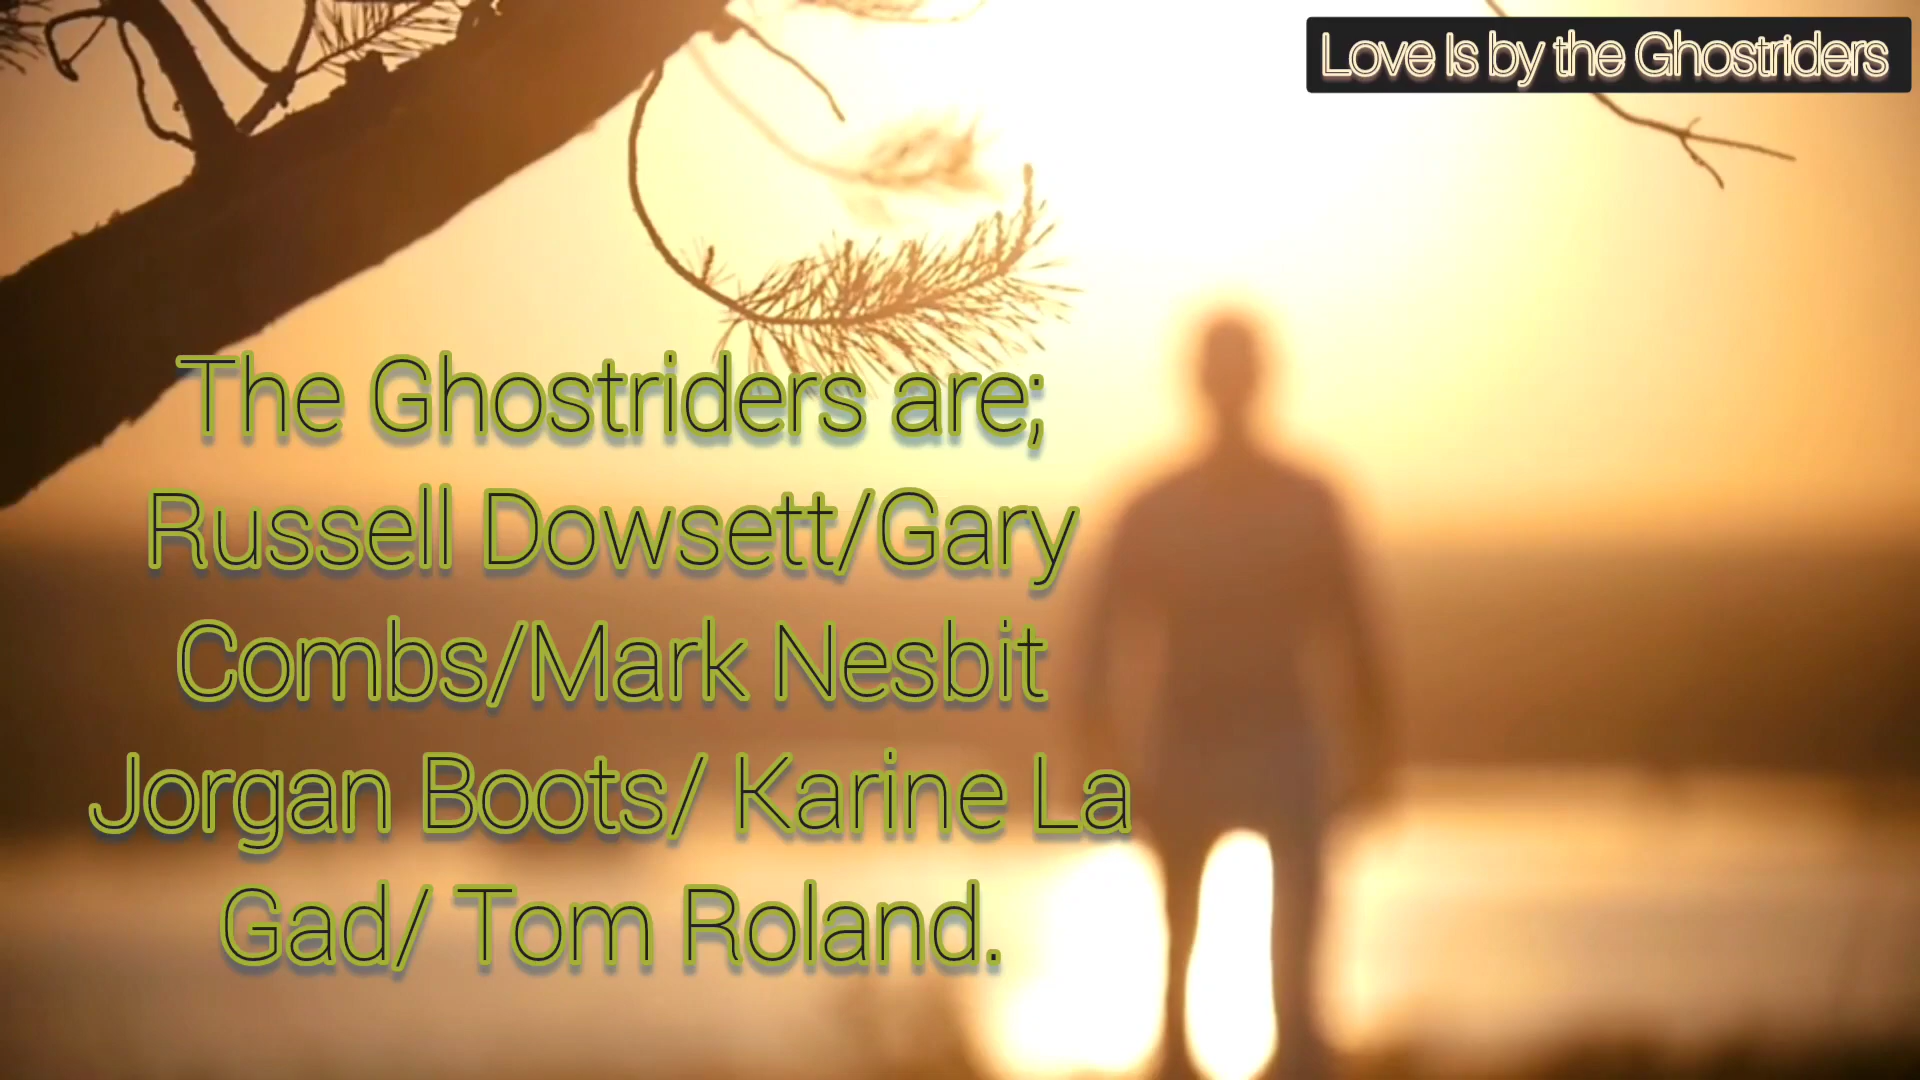 Love Is by the Ghostriders
The Ghostriders are;
Russell Dowsett/Gary
Combs/Mark Nesbit
Jorgan Boots/ Karine La
Gad/ Tom Roland.